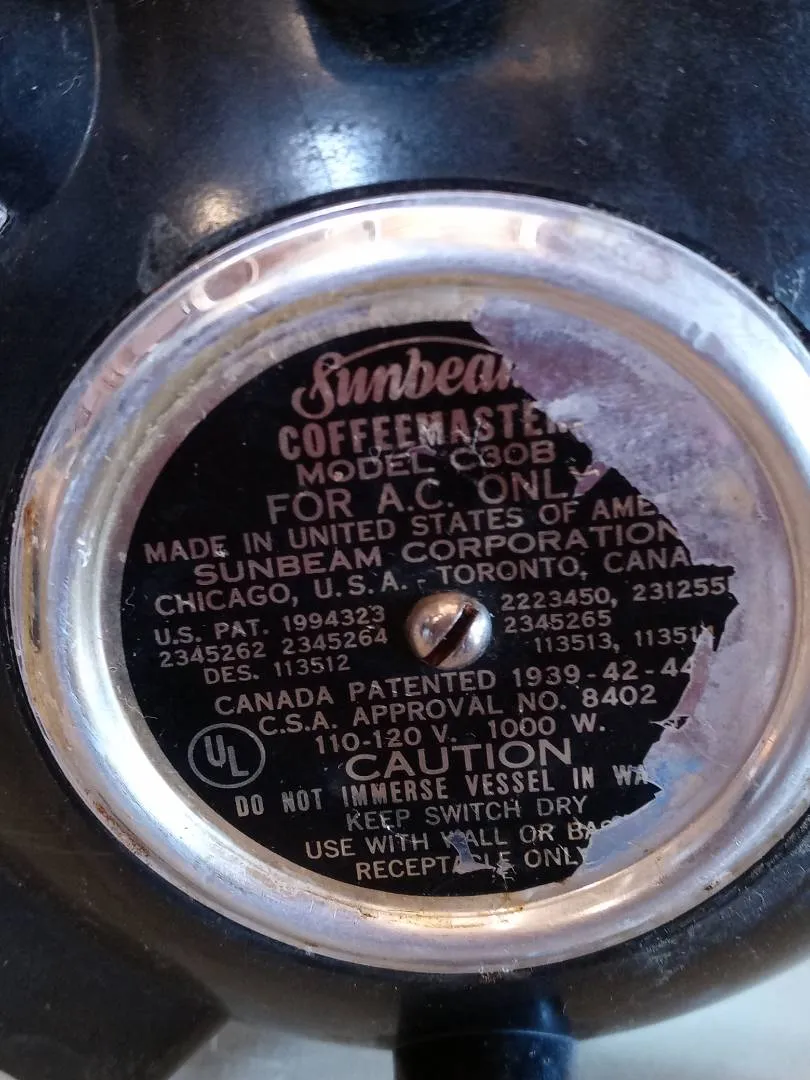 Sunbeam
COFFEEMASTER
MODEL C30B
FOR A.C. ONLY
MADE IN UNITED STATES OF AME
SUNBEAM CORPORATION
CHICAGO, U.S.A. - TORONTO, CANA
U.S. PAT. 1994323 2223450, 2312555
2345262 2345264 2345265
DES. 113512 113513, 11351
CANADA PATENTED 1939-42-44
C.S.A. APPROVAL NO. 8402
110-120 V. 1000 W.
UL
CAUTION
DO NOT IMMERSE VESSEL IN WA
KEEP SWITCH DRY
USE WITH WALL OR BAS
RECEPTACLE ONLY